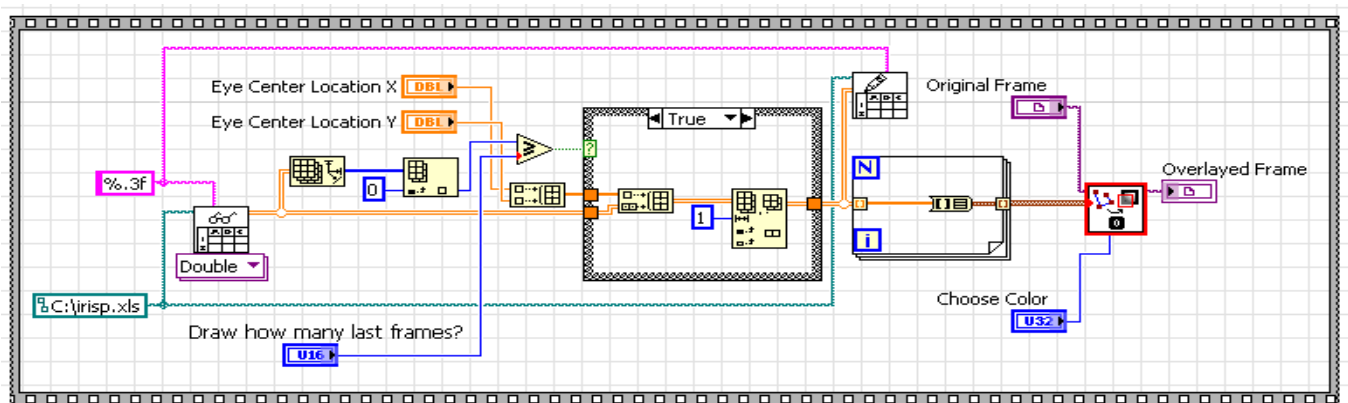 Eye Center Location X
DBL
Eye Center Location Y
DBL
True
?
Original Frame
%.3f
0
1
N
i
Overlayed Frame
Double
0
C:\irisp.xls
Draw how many last frames?
U16
Choose Color
U32